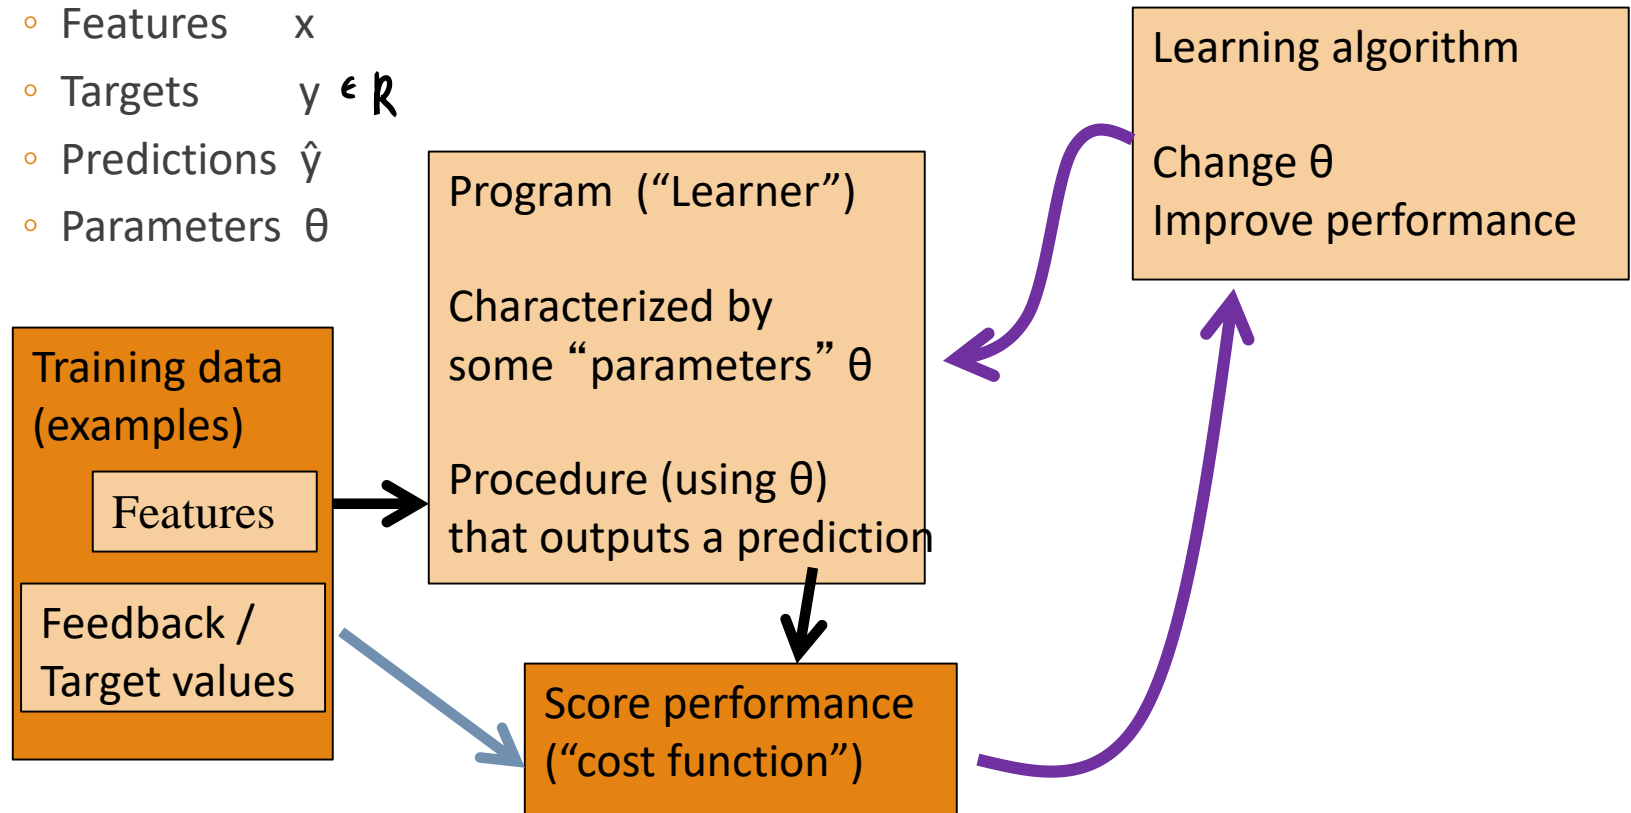 ◦ Features x
◦ Targets y ∈ R
◦ Predictions ŷ
◦ Parameters θ
Training data
(examples)
Features
Feedback /
Target values
Program (“Learner”)
Characterized by
some “parameters” θ
Procedure (using θ)
that outputs a prediction
Score performance
(“cost function”)
Learning algorithm
Change θ
Improve performance